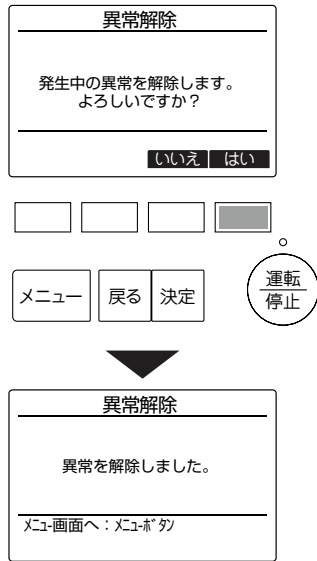 異常解除
発生中の異常を解除します。
よろしいですか？
いいえ はい
メニュー 戻る 決定
運転
停止
異常解除
異常を解除しました。
ﾒﾆｭｰ画面へ：ﾒﾆｭｰﾎﾞﾀﾝ